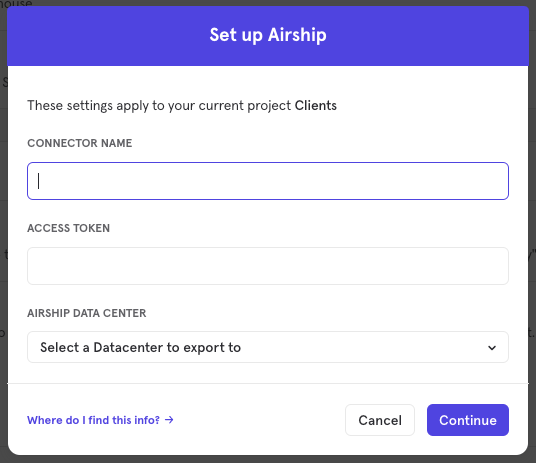 house
Set up Airship
These settings apply to your current project Clients
CONNECTOR NAME
ACCESS TOKEN
AIRSHIP DATA CENTER
Select a Datacenter to export to
Where do I find this info? →
Cancel
Continue